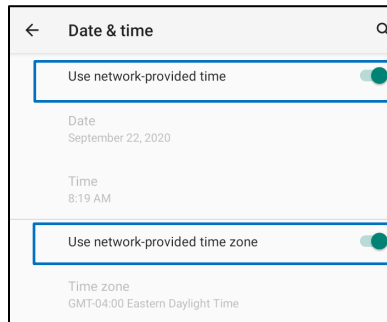 Date & time
Use network-provided time
Date
September 22, 2020
Time
8:19 AM
Use network-provided time zone
Time zone
GMT-04:00 Eastern Daylight Time